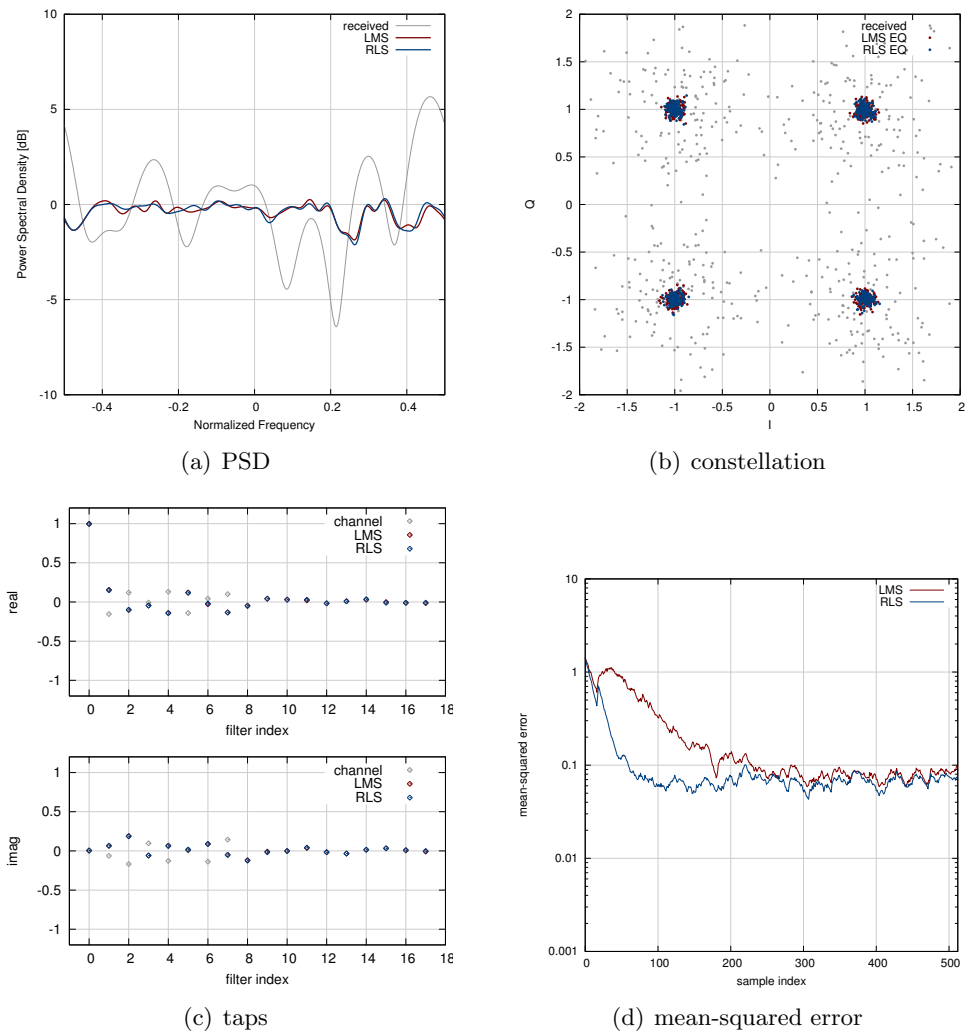 received
LMS
RLS
10
5
0
-5
-10
-0.4
-0.2
0
0.2
0.4
Power Spectral Density [dB]
Normalized Frequency
(a) PSD
received
LMS EQ
RLS EQ
2
1.5
1
0.5
0
-0.5
-1
-1.5
-2
-2
-1.5
-1
-0.5
0
0.5
1
1.5
2
Q
I
(b) constellation
channel
LMS
RLS
1
0.5
0
-0.5
-1
0 2 4 6 8 10 12 14 16 18
real
filter index
channel
LMS
RLS
1
0.5
0
-0.5
-1
0 2 4 6 8 10 12 14 16 18
imag
filter index
(c) taps
LMS
RLS
10
1
0.1
0.01
0.001
0
100
200
300
400
500
mean-squared error
sample index
(d) mean-squared error